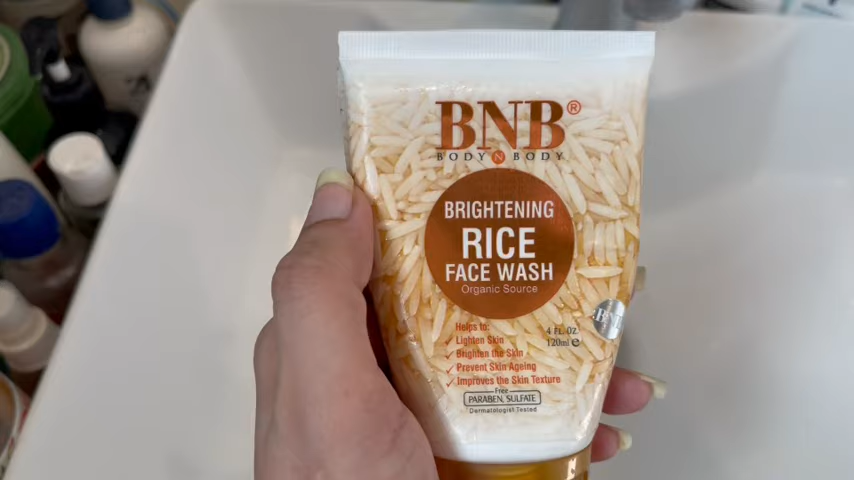 BNB®
BODY N BODY
BRIGHTENING
RICE
FACE WASH
Organic Source
Helps to:
✓ Lighten Skin
✓ Brighten the Skin
✓ Prevent Skin Ageing
✓ Improves the Skin Texture
4 FL. OZ.
120ml ℮
BNB
Free
PARABEN, SULFATE
Dermatologist Tested